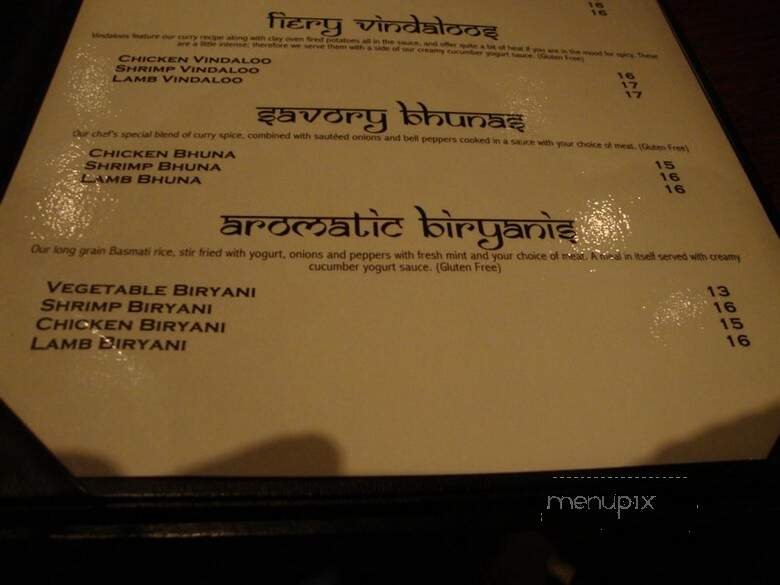 16
16
Fiery Vindaloos
Vindaloos feature our curry recipe along with clay oven fired potatoes all in the sauce, and offer quite a bit of heat if you are in the mood for spicy. These
are a little intense; therefore we serve them with a side of our creamy cucumber yogurt sauce. (Gluten Free)
Chicken Vindaloo 16
Shrimp Vindaloo 17
Lamb Vindaloo 17
Savory Bhunas
Our chef's special blend of curry spice, combined with sautéed onions and bell peppers cooked in a sauce with your choice of meat. (Gluten Free)
Chicken Bhuna 15
Shrimp Bhuna 16
Lamb Bhuna 16
Aromatic Biryanis
Our long grain Basmati rice, stir fried with yogurt, onions and peppers with fresh mint and your choice of meat. A meal in itself served with creamy
cucumber yogurt sauce. (Gluten Free)
Vegetable Biryani 13
Shrimp Biryani 16
Chicken Biryani 15
Lamb Biryani 16
menupix